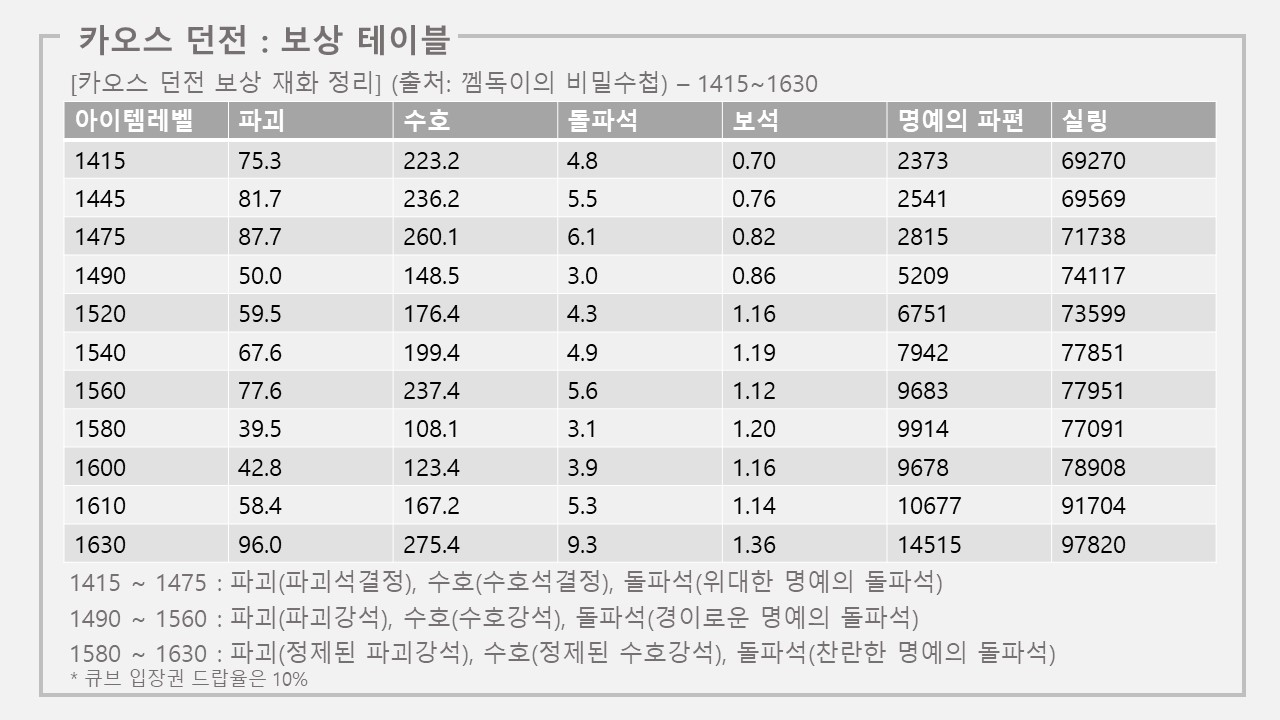 카오스 던전 : 보상 테이블
[카오스 던전 보상 재화 정리] (출처: 껨독이의 비밀수첩) – 1415~1630
아이템레벨 파괴 수호 돌파석 보석 명예의 파편 실링
1415 75.3 223.2 4.8 0.70 2373 69270
1445 81.7 236.2 5.5 0.76 2541 69569
1475 87.7 260.1 6.1 0.82 2815 71738
1490 50.0 148.5 3.0 0.86 5209 74117
1520 59.5 176.4 4.3 1.16 6751 73599
1540 67.6 199.4 4.9 1.19 7942 77851
1560 77.6 237.4 5.6 1.12 9683 77951
1580 39.5 108.1 3.1 1.20 9914 77091
1600 42.8 123.4 3.9 1.16 9678 78908
1610 58.4 167.2 5.3 1.14 10677 91704
1630 96.0 275.4 9.3 1.36 14515 97820
1415 ~ 1475 : 파괴(파괴석결정), 수호(수호석결정), 돌파석(위대한 명예의 돌파석)
1490 ~ 1560 : 파괴(파괴강석), 수호(수호강석), 돌파석(경이로운 명예의 돌파석)
1580 ~ 1630 : 파괴(정제된 파괴강석), 수호(정제된 수호강석), 돌파석(찬란한 명예의 돌파석)
* 큐브 입장권 드랍율은 10%